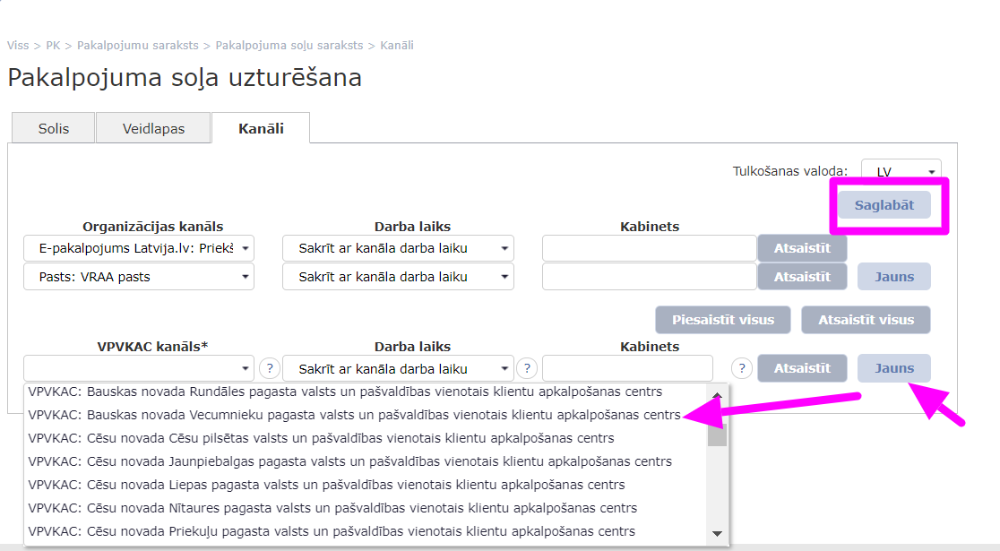 Viss > PK > Pakalpojumu saraksts > Pakalpojuma soļu saraksts > Kanāli
Pakalpojuma soļa uzturēšana
Solis Veidlapas Kanāli
Tulkošanas valoda: LV
Saglabāt
Organizācijas kanāls Darba laiks Kabinets
E-pakalpojums Latvija.lv: Priekš Sakrīt ar kanāla darba laiku Atsaistīt
Pasts: VRAA pasts Sakrīt ar kanāla darba laiku Atsaistīt Jauns
Piesaistīt visus Atsaistīt visus
VPVKAC kanāls* Darba laiks Kabinets
? Sakrīt ar kanāla darba laiku ? ? Atsaistīt Jauns
VPVKAC: Bauskas novada Rundāles pagasta valsts un pašvaldības vienotais klientu apkalpošanas centrs
VPVKAC: Bauskas novada Vecumnieku pagasta valsts un pašvaldības vienotais klientu apkalpošanas centrs
VPVKAC: Cēsu novada Cēsu pilsētas valsts un pašvaldības vienotais klientu apkalpošanas centrs
VPVKAC: Cēsu novada Jaunpiebalgas pagasta valsts un pašvaldības vienotais klientu apkalpošanas centrs
VPVKAC: Cēsu novada Liepas pagasta valsts un pašvaldības vienotais klientu apkalpošanas centrs
VPVKAC: Cēsu novada Nītaures pagasta valsts un pašvaldības vienotais klientu apkalpošanas centrs
VPVKAC: Cēsu novada Priekuļu pagasta valsts un pašvaldības vienotais klientu apkalpošanas centrs